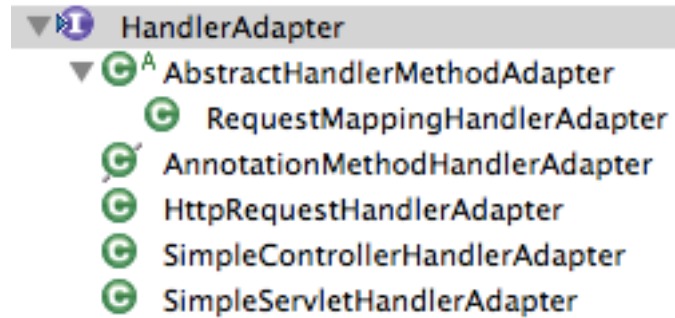 HandlerAdapter
A AbstractHandlerMethodAdapter
RequestMappingHandlerAdapter
AnnotationMethodHandlerAdapter
HttpRequestHandlerAdapter
SimpleControllerHandlerAdapter
SimpleServletHandlerAdapter